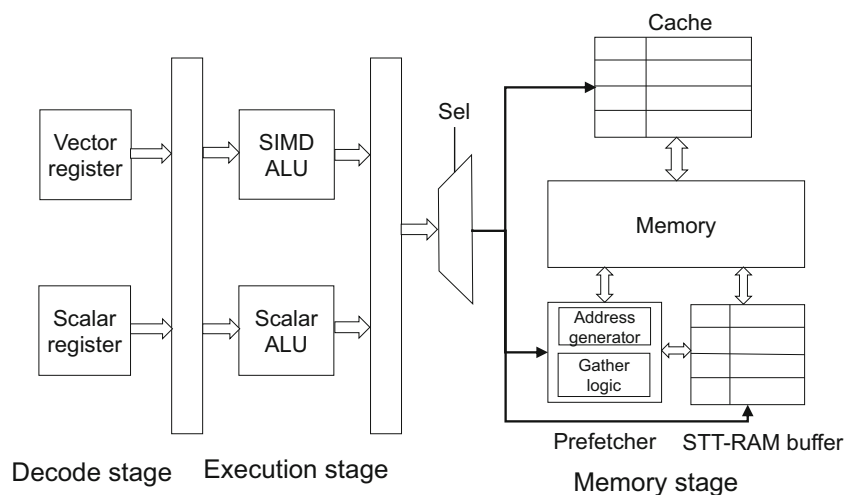 Cache
Sel
Vector
register
SIMD
ALU
Memory
Scalar
register
Scalar
ALU
Address
generator
Gather
logic
Prefetcher
STT-RAM buffer
Decode stage
Execution stage
Memory stage